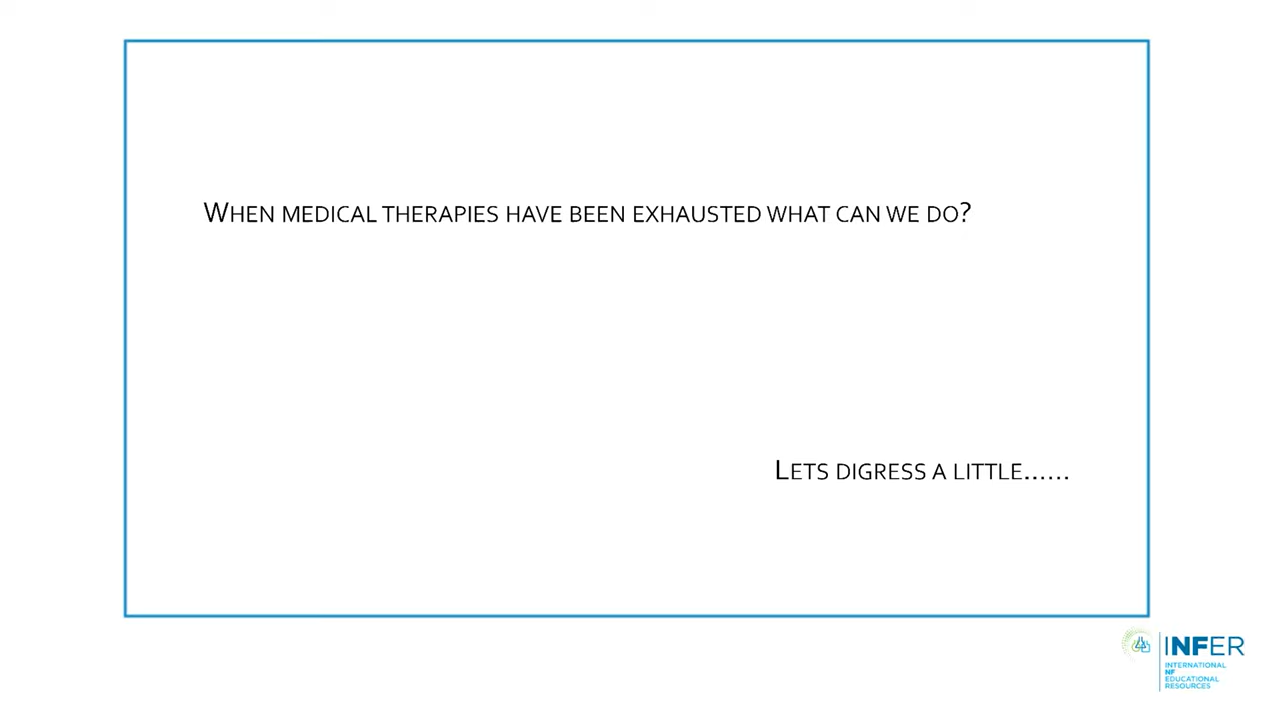 WHEN MEDICAL THERAPIES HAVE BEEN EXHAUSTED WHAT CAN WE DO?
LETS DIGRESS A LITTLE......
INFER
INTERNATIONAL
NF
EDUCATIONAL
RESOURCES